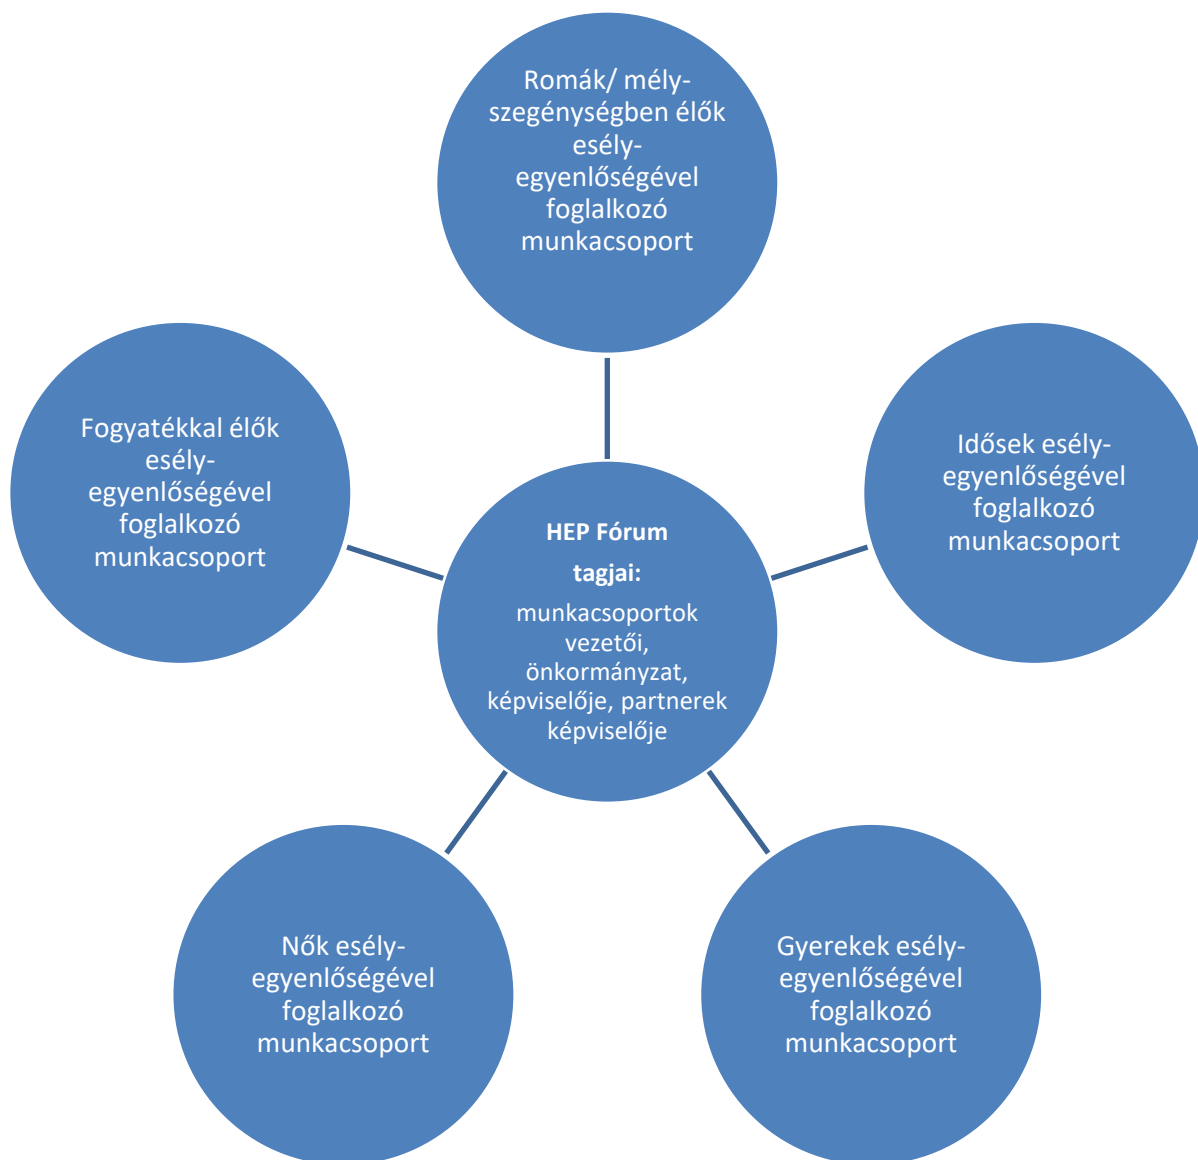 Romák/ mély-
szegénységben élők
esély-
egyenlőségével
foglalkozó
munkacsoport
Fogyatékkal élők
esély-
egyenlőségével
foglalkozó
munkacsoport
Idősek esély-
egyenlőségével
foglalkozó
munkacsoport
HEP Fórum
tagjai:
munkacsoportok
vezetői,
önkormányzat,
képviselője, partnerek
képviselője
Nők esély-
egyenlőségével
foglalkozó
munkacsoport
Gyerekek esély-
egyenlőségével
foglalkozó
munkacsoport